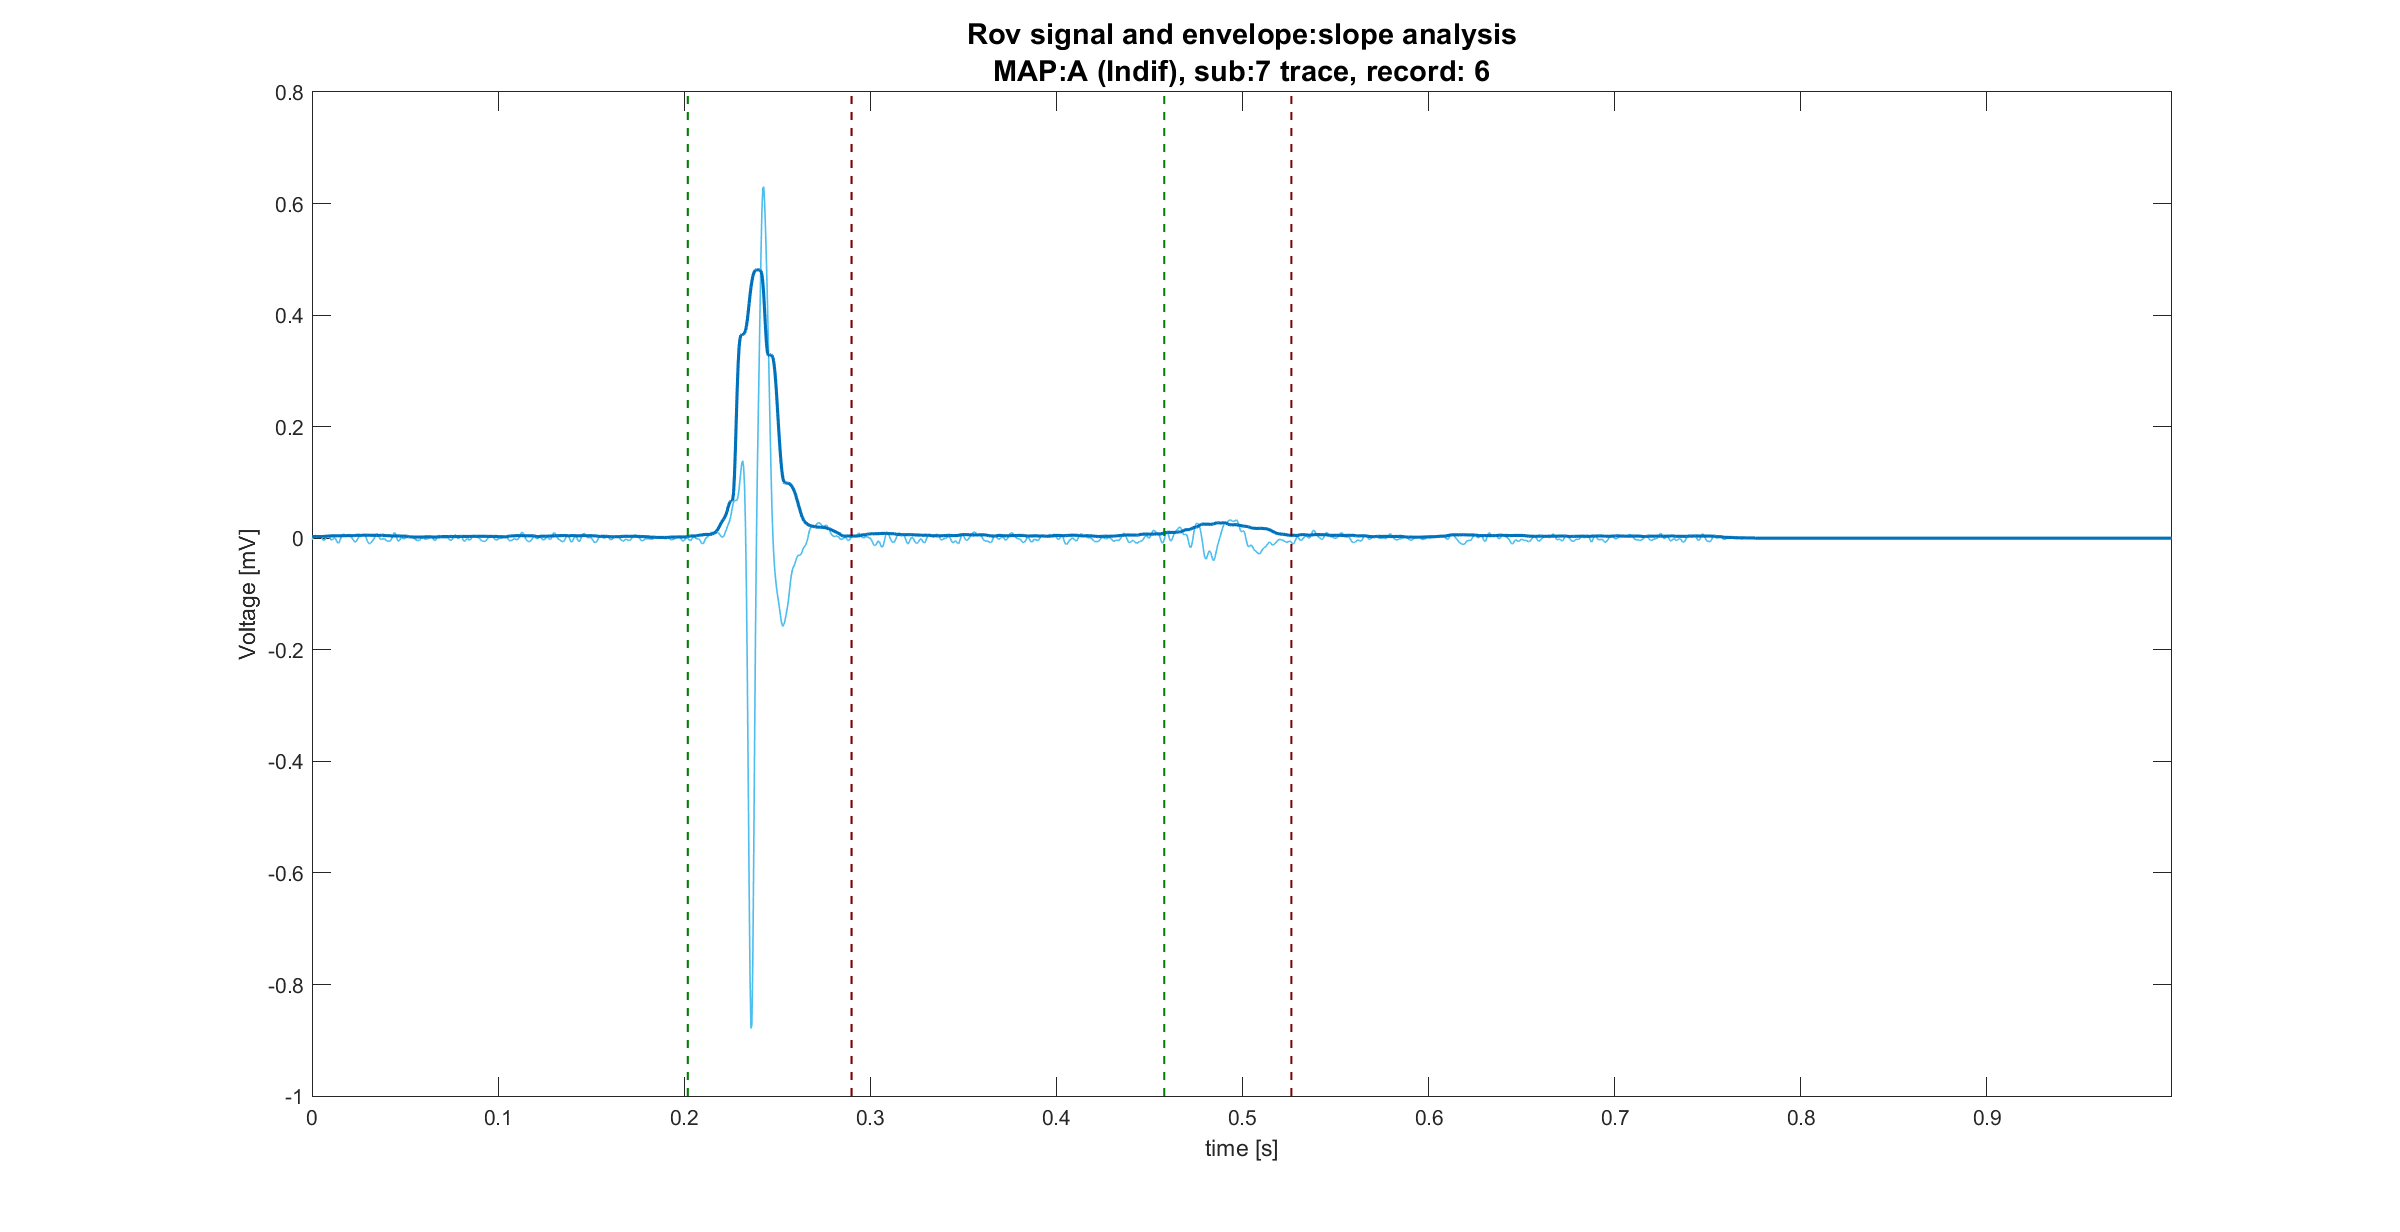 Rov signal and envelope:slope analysis
MAP:A (Indif), sub:7 trace, record: 6
0.8
0.6
0.4
0.2
0
-0.2
-0.4
-0.6
-0.8
-1
Voltage [mV]
0 0.1 0.2 0.3 0.4 0.5 0.6 0.7 0.8 0.9
time [s]